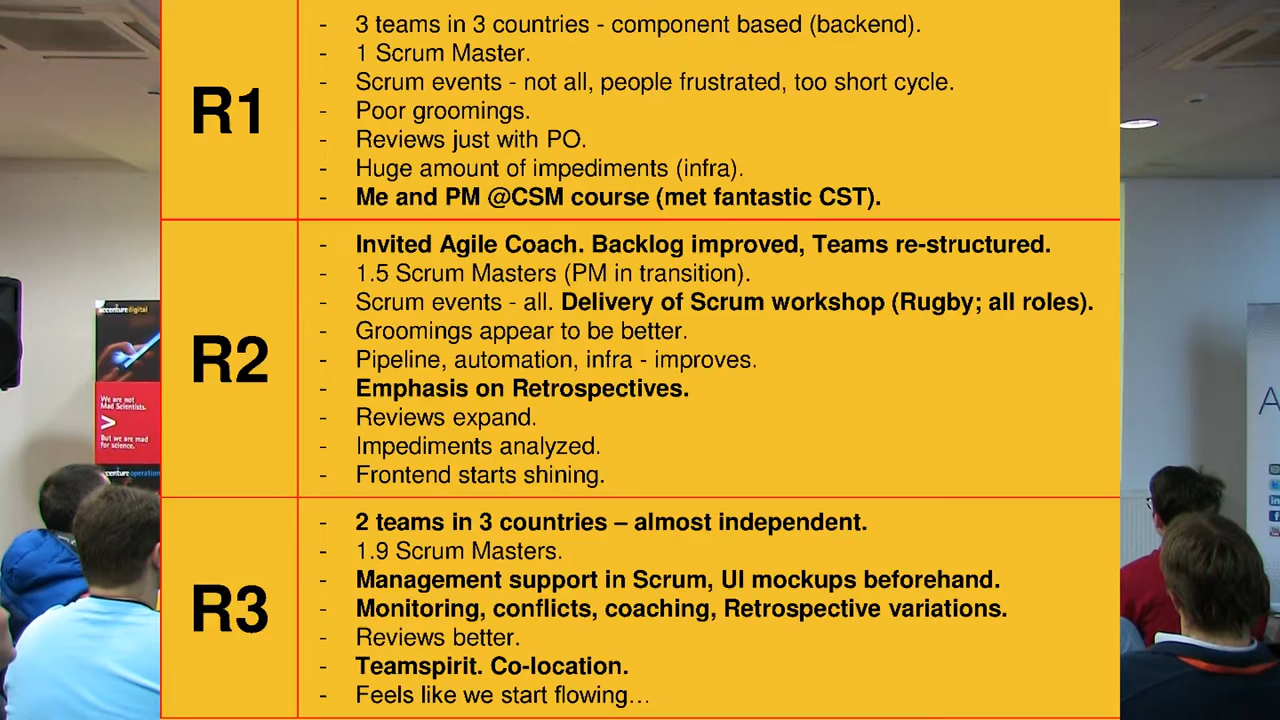 R1
- 3 teams in 3 countries - component based (backend).
- 1 Scrum Master.
- Scrum events - not all, people frustrated, too short cycle.
- Poor groomings.
- Reviews just with PO.
- Huge amount of impediments (infra).
- Me and PM @CSM course (met fantastic CST).
R2
- Invited Agile Coach. Backlog improved, Teams re-structured.
- 1.5 Scrum Masters (PM in transition).
- Scrum events - all. Delivery of Scrum workshop (Rugby; all roles).
- Groomings appear to be better.
- Pipeline, automation, infra - improves.
- Emphasis on Retrospectives.
- Reviews expand.
- Impediments analyzed.
- Frontend starts shining.
R3
- 2 teams in 3 countries – almost independent.
- 1.9 Scrum Masters.
- Management support in Scrum, UI mockups beforehand.
- Monitoring, conflicts, coaching, Retrospective variations.
- Reviews better.
- Teamspirit. Co-location.
- Feels like we start flowing…
accenturedigital
We are not
Mad Scientists.
>
But we are mad
for science.
accentureoperation
A